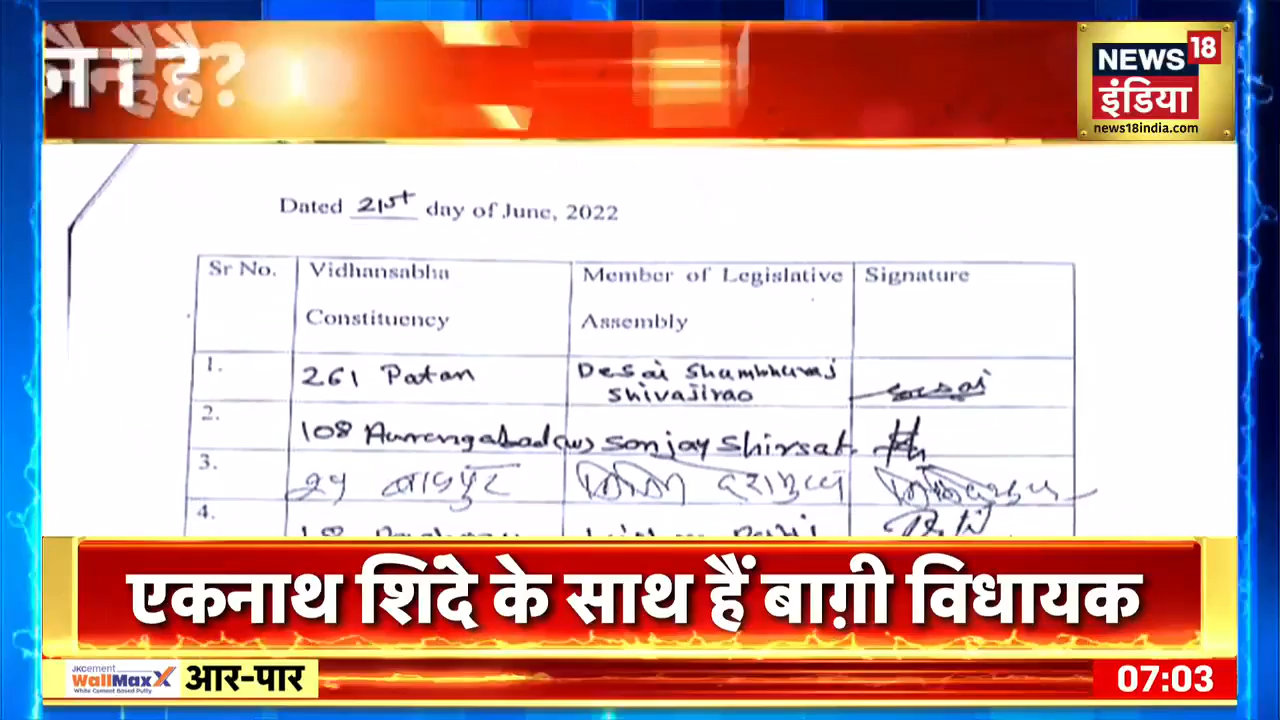 है?
NEWS 18
इंडिया
news18india.com
Dated 21st day of June, 2022
Sr No. Vidhansabha Constituency Member of Legislative Assembly Signature
1. 261 Patan Desai Shambhuraj Shivajirao
2. 108 Aurengabad (w) Sanjay Shirsat
3.
4.
एकनाथ शिंदे के साथ हैं बाग़ी विधायक
JKCement
WallMaxX
White Cement Based Putty
आर-पार
07:03